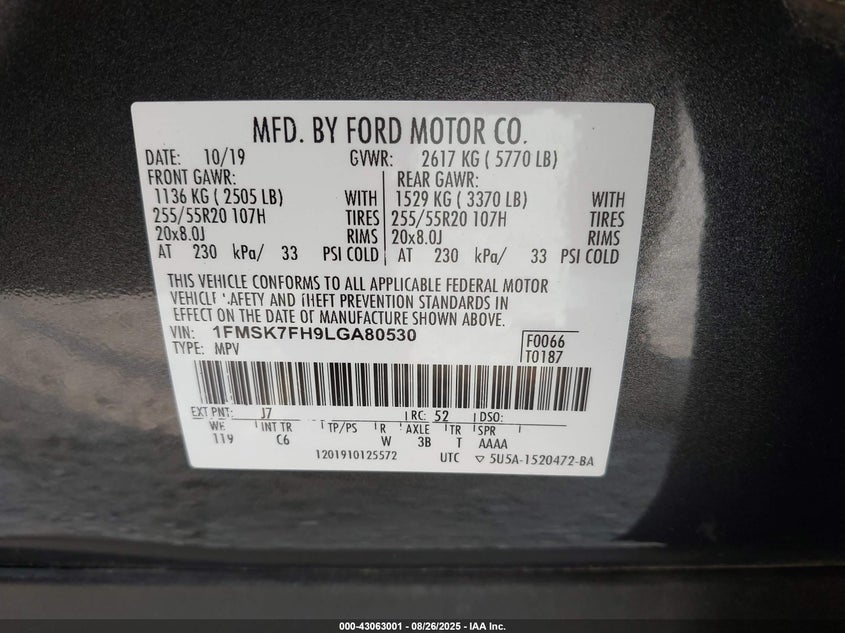 MFD. BY FORD MOTOR CO.
DATE: 10/19 GVWR: 2617 KG ( 5770 LB)
FRONT GAWR: REAR GAWR:
1136 KG ( 2505 LB) WITH 1529 KG ( 3370 LB) WITH
255/55R20 107H TIRES 255/55R20 107H TIRES
20x8.0J RIMS 20x8.0J RIMS
AT 230 kPa/ 33 PSI COLD AT 230 kPa/ 33 PSI COLD
THIS VEHICLE CONFORMS TO ALL APPLICABLE FEDERAL MOTOR
VEHICLE SAFETY AND THEFT PREVENTION STANDARDS IN
EFFECT ON THE DATE OF MANUFACTURE SHOWN ABOVE.
VIN: 1FMSK7FH9LGA80530 F0066
TYPE: MPV T0187
EXT PNT: J7 RC: 52 DSO:
WB INT TR TP/PS R AXLE TR SPR
119 C6 W 3B T AAAA
1201910125572 UTC ▽ 5U5A-1520472-BA
000-43063001 — 08/26/2025 — IAA Inc.